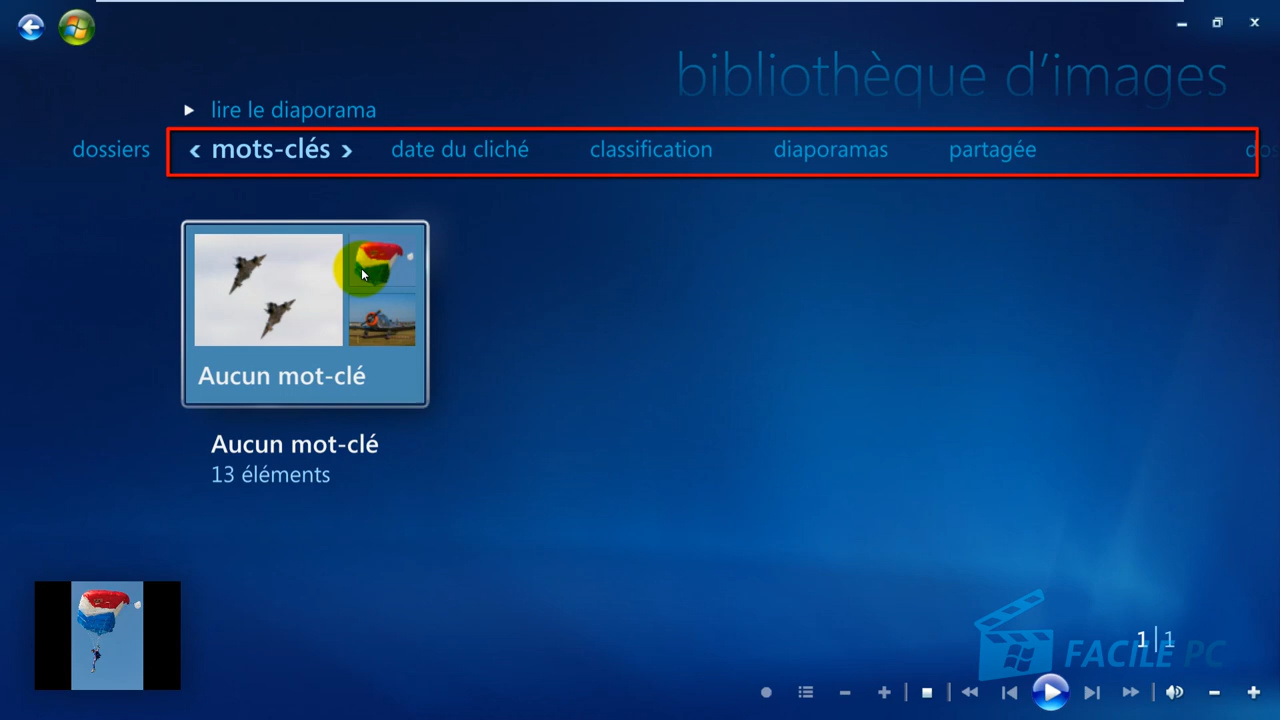 bibliothèque d'images
lire le diaporama
dossiers mots-clés date du cliché classification diaporamas partagée
Aucun mot-clé
Aucun mot-clé
13 éléments
1|1
FACILE PC